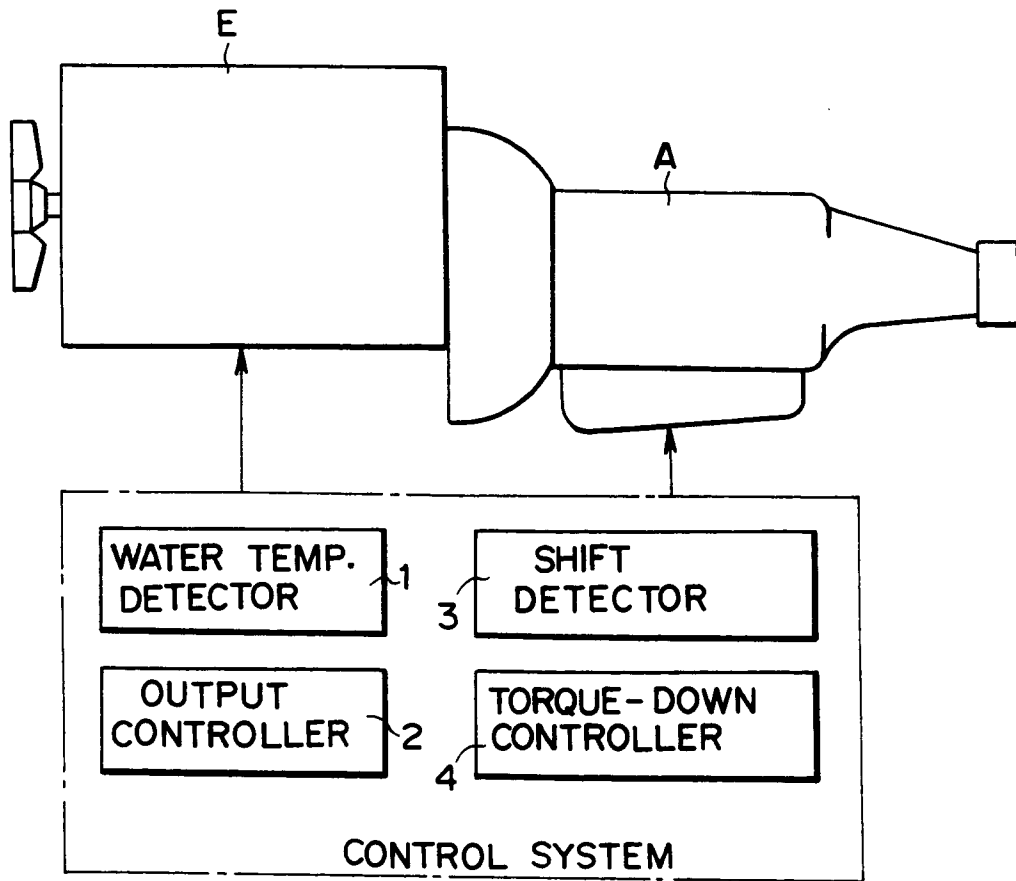 E
A
WATER TEMP.
DETECTOR
1
SHIFT
DETECTOR
3
OUTPUT
CONTROLLER
2
TORQUE-DOWN
CONTROLLER
4
CONTROL SYSTEM